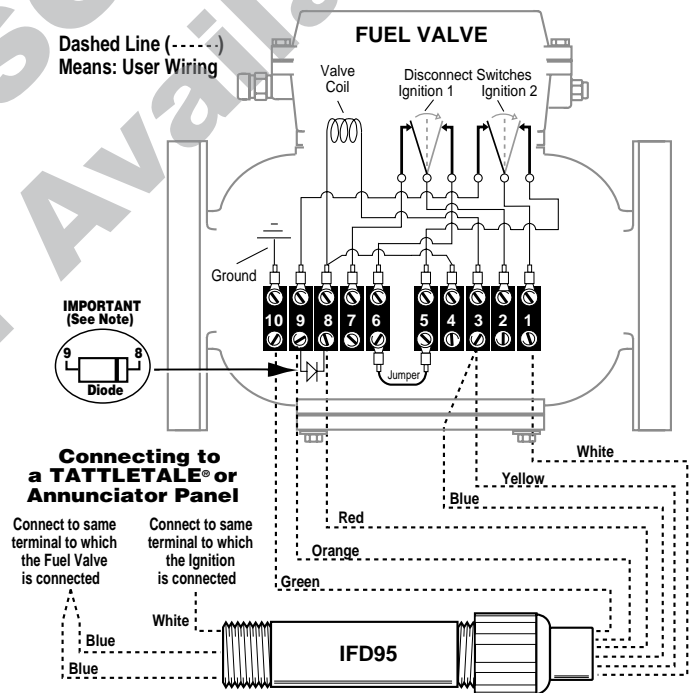 Dashed Line (------)
Means: User Wiring
FUEL VALVE
Valve
Coil
Disconnect Switches
Ignition 1
Ignition 2
Ground
10
9
8
7
6
5
4
3
2
1
Jumper
IMPORTANT
(See Note)
9
8
Diode
Connecting to
a TATTLETALE® or
Annunciator Panel
Connect to same
terminal to which
the Fuel Valve
is connected
Connect to same
terminal to which
the Ignition
is connected
White
Yellow
Blue
Red
Orange
Green
White
Blue
Blue
IFD95
Availa